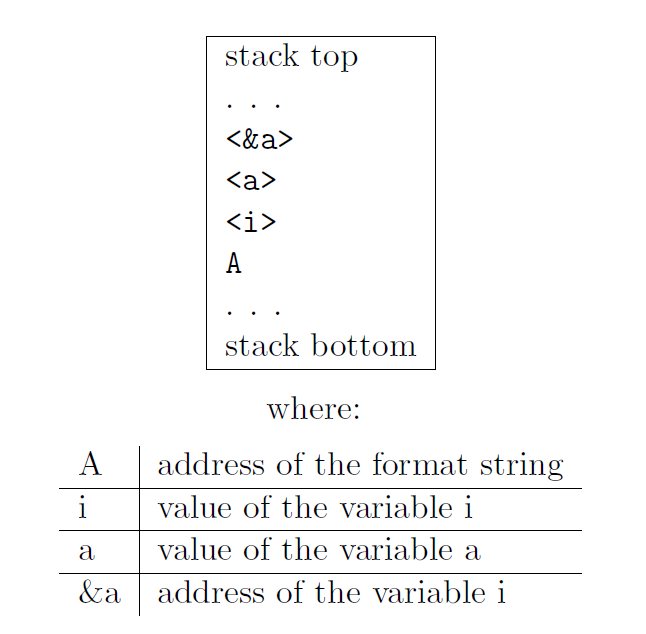 stack top
. . .
<&a>
<a>
<i>
A
. . .
stack bottom
where:
A address of the format string
i value of the variable i
a value of the variable a
&a address of the variable i